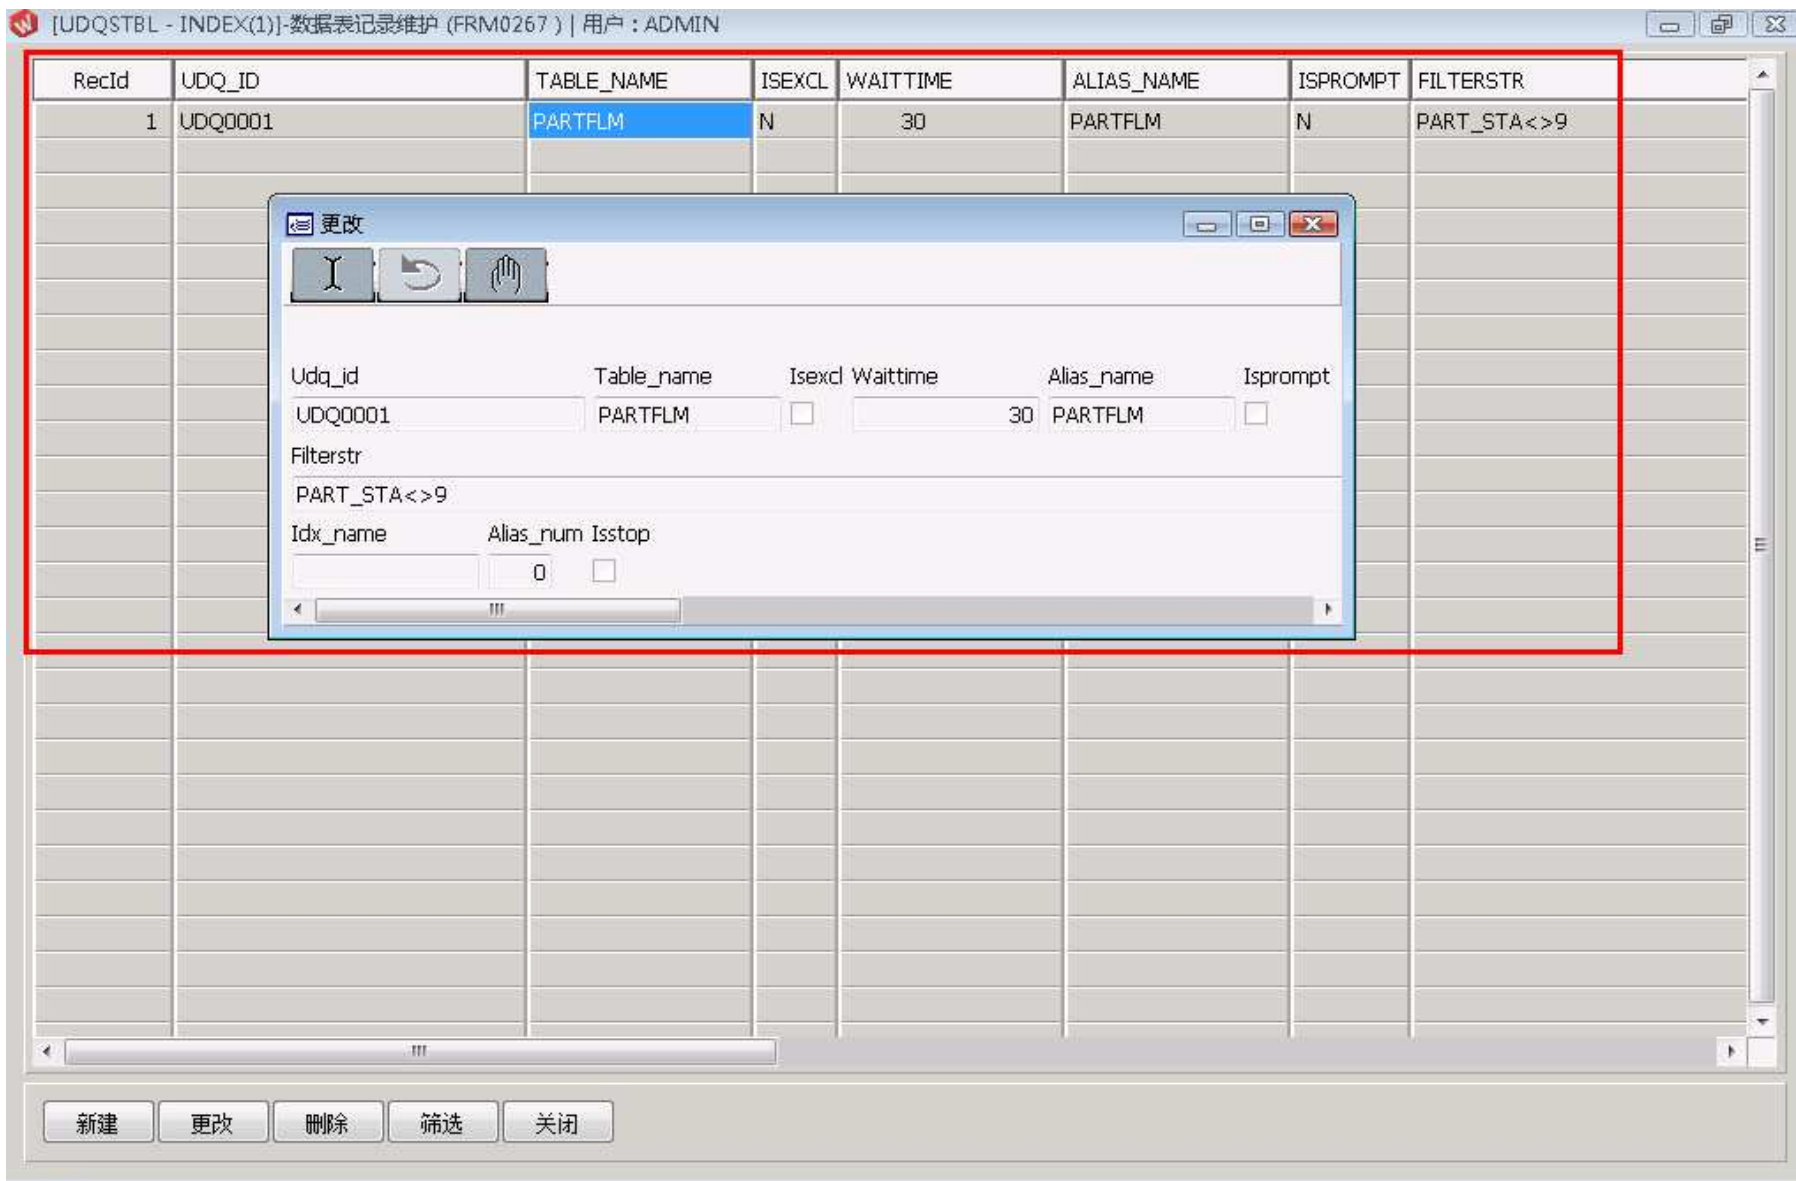 [UDQSTBL - INDEX(1)]-数据表记录维护 (FRM0267 ) | 用户 : ADMIN
RecId UDQ_ID TABLE_NAME ISEXCL WAITTIME ALIAS_NAME ISPROMPT FILTERSTR
1 UDQ0001 PARTFLM N 30 PARTFLM N PART_STA<>9
更改
Udq_id Table_name Isexcl Waittime Alias_name Isprompt
UDQ0001 PARTFLM 30 PARTFLM
Filterstr
PART_STA<>9
Idx_name Alias_num Isstop
0
新建 更改 删除 筛选 关闭